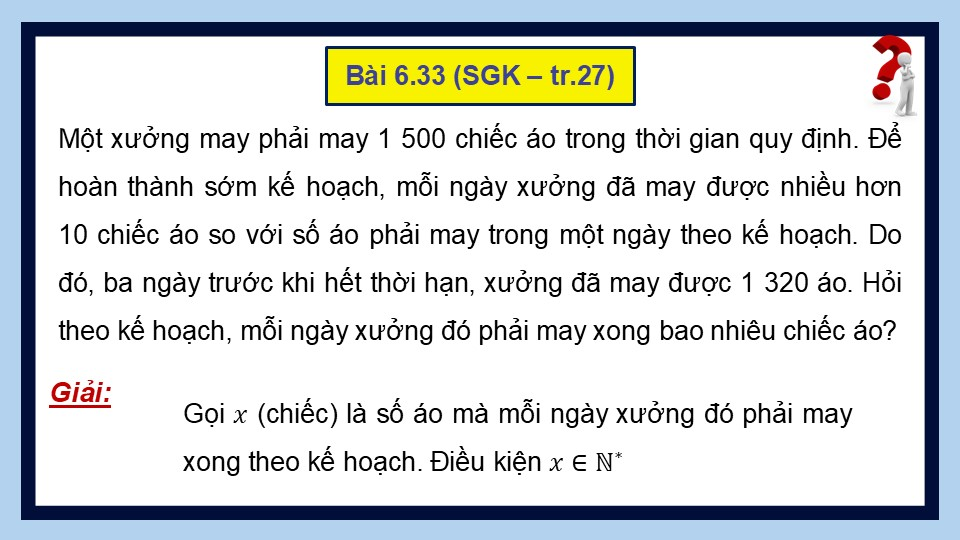 Bài 6.33 (SGK – tr.27)
Một xưởng may phải may 1 500 chiếc áo trong thời gian quy định. Để
hoàn thành sớm kế hoạch, mỗi ngày xưởng đã may được nhiều hơn
10 chiếc áo so với số áo phải may trong một ngày theo kế hoạch. Do
đó, ba ngày trước khi hết thời hạn, xưởng đã may được 1 320 áo. Hỏi
theo kế hoạch, mỗi ngày xưởng đó phải may xong bao nhiêu chiếc áo?
Giải:
Gọi 𝑥 (chiếc) là số áo mà mỗi ngày xưởng đó phải may
xong theo kế hoạch. Điều kiện 𝑥 ∈ ℕ*